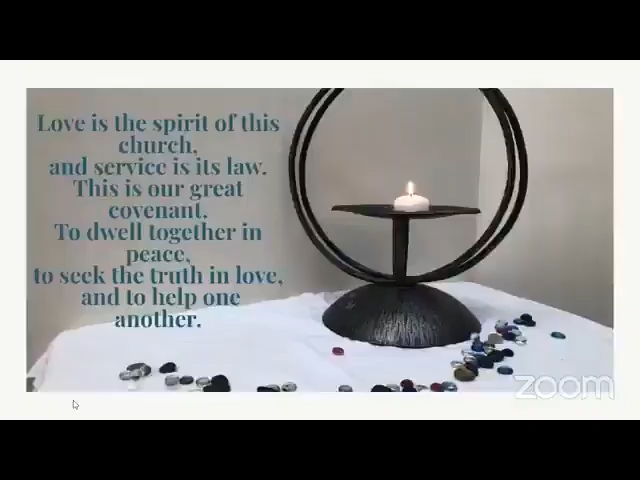 Love is the spirit of this
church,
and service is its law.
This is our great
covenant.
To dwell together in
peace,
to seek the truth in love,
and to help one
another.
zoom